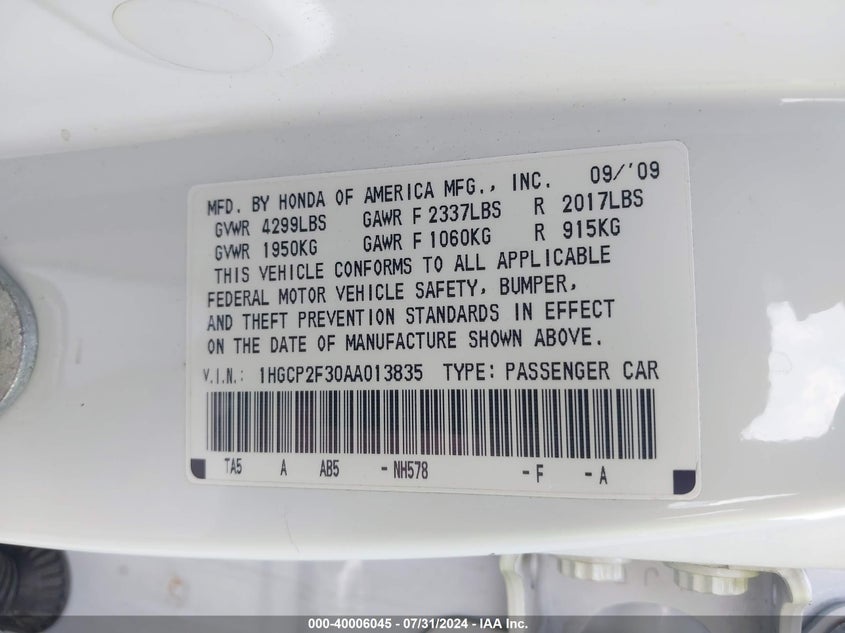 MFD. BY HONDA OF AMERICA MFG., INC. 09/'09
GVWR 4299LBS GAWR F 2337LBS R 2017LBS
GVWR 1950KG GAWR F 1060KG R 915KG
THIS VEHICLE CONFORMS TO ALL APPLICABLE
FEDERAL MOTOR VEHICLE SAFETY, BUMPER,
AND THEFT PREVENTION STANDARDS IN EFFECT
ON THE DATE OF MANUFACTURE SHOWN ABOVE.
V.I.N.: 1HGCP2F30AA013835 TYPE: PASSENGER CAR
TA5 A AB5 -NH578 -F -A
000-40006045 - 07/31/2024 - IAA Inc.